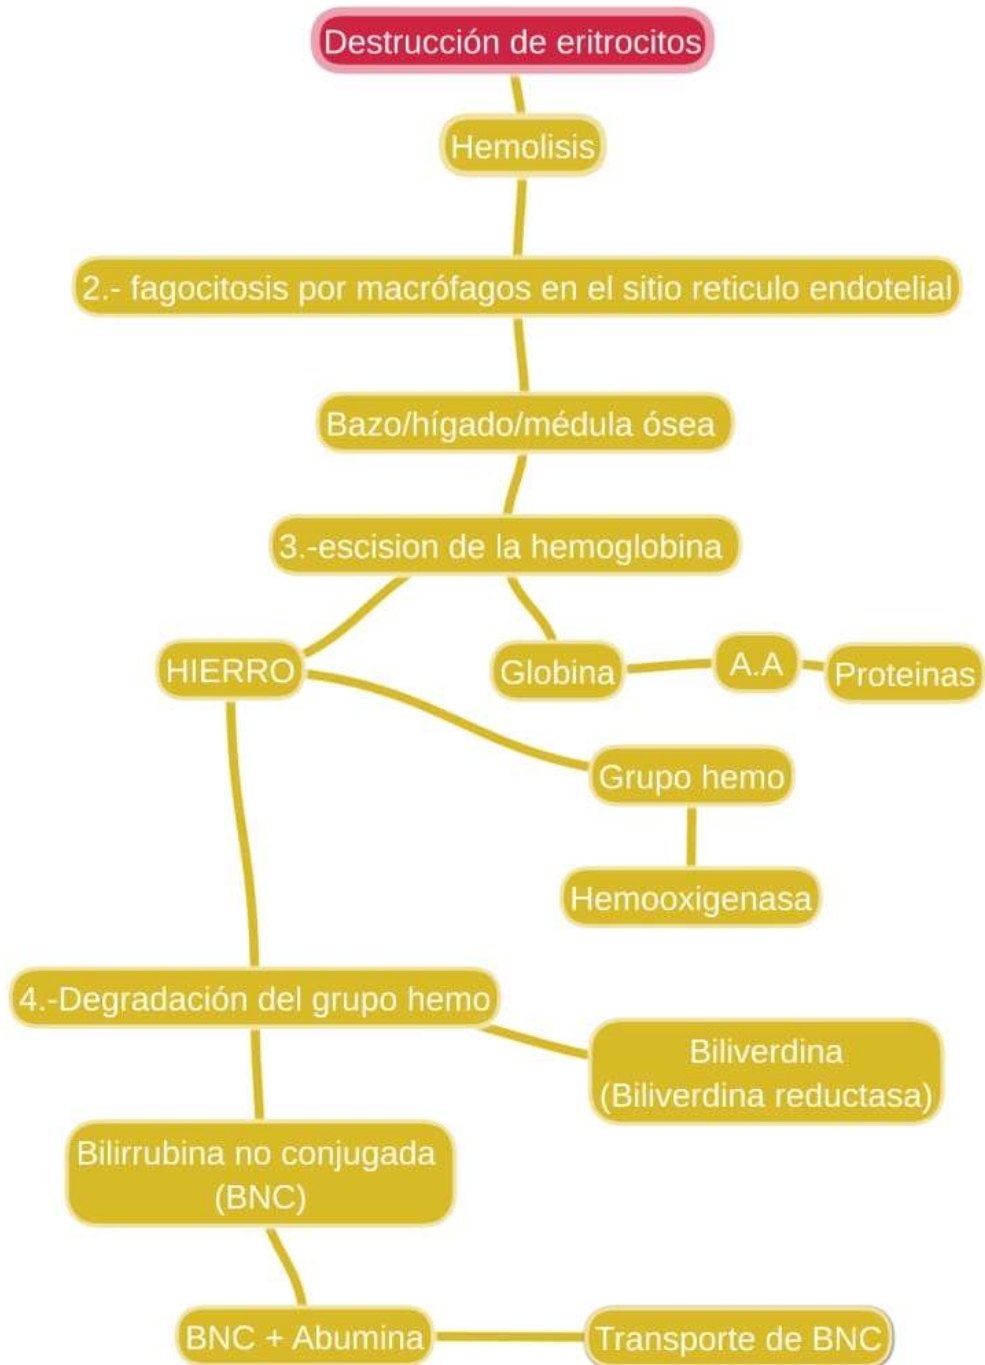 Destrucción de eritrocitos
Hemolisis
2.- fagocitosis por macrófagos en el sitio reticulo endotelial
Bazo/hígado/médula ósea
3.-escision de la hemoglobina
HIERRO
Globina
A.A
Proteinas
Grupo hemo
Hemooxigenasa
4.-Degradación del grupo hemo
Biliverdina
(Biliverdina reductasa)
Bilirrubina no conjugada
(BNC)
BNC + Abumina
Transporte de BNC